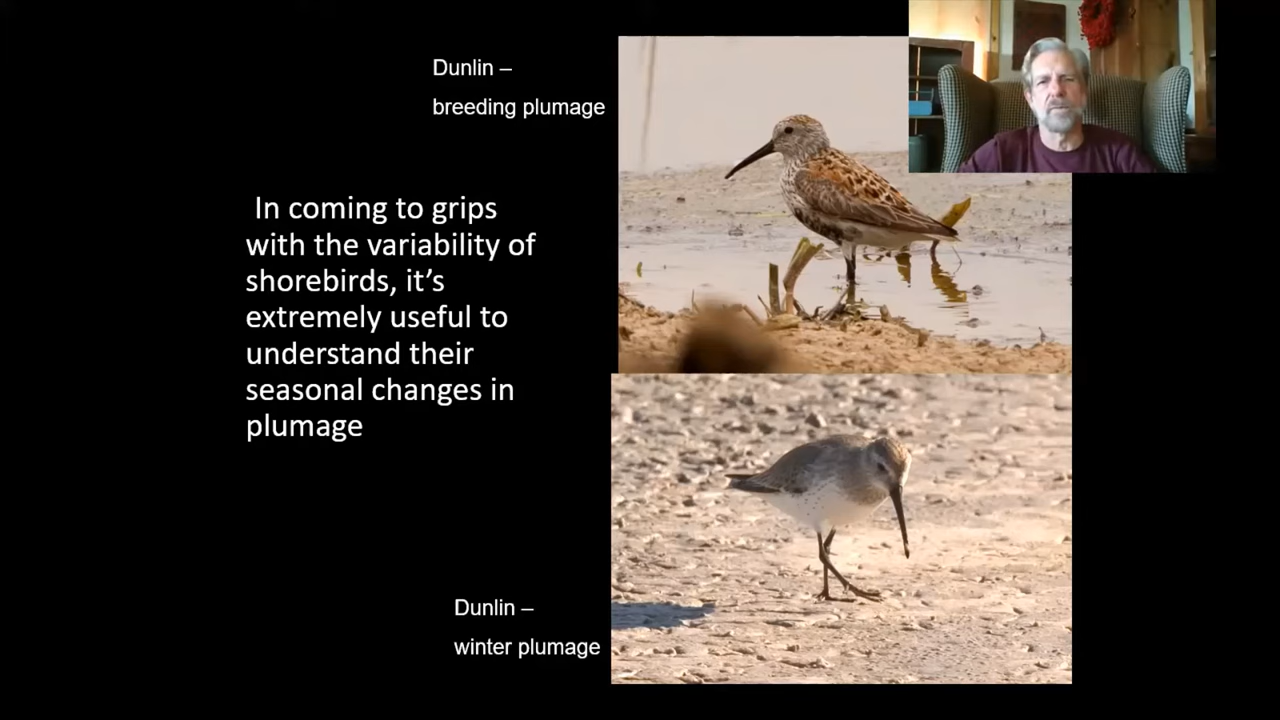 Dunlin –
breeding plumage
In coming to grips
with the variability of
shorebirds, it’s
extremely useful to
understand their
seasonal changes in
plumage
Dunlin –
winter plumage